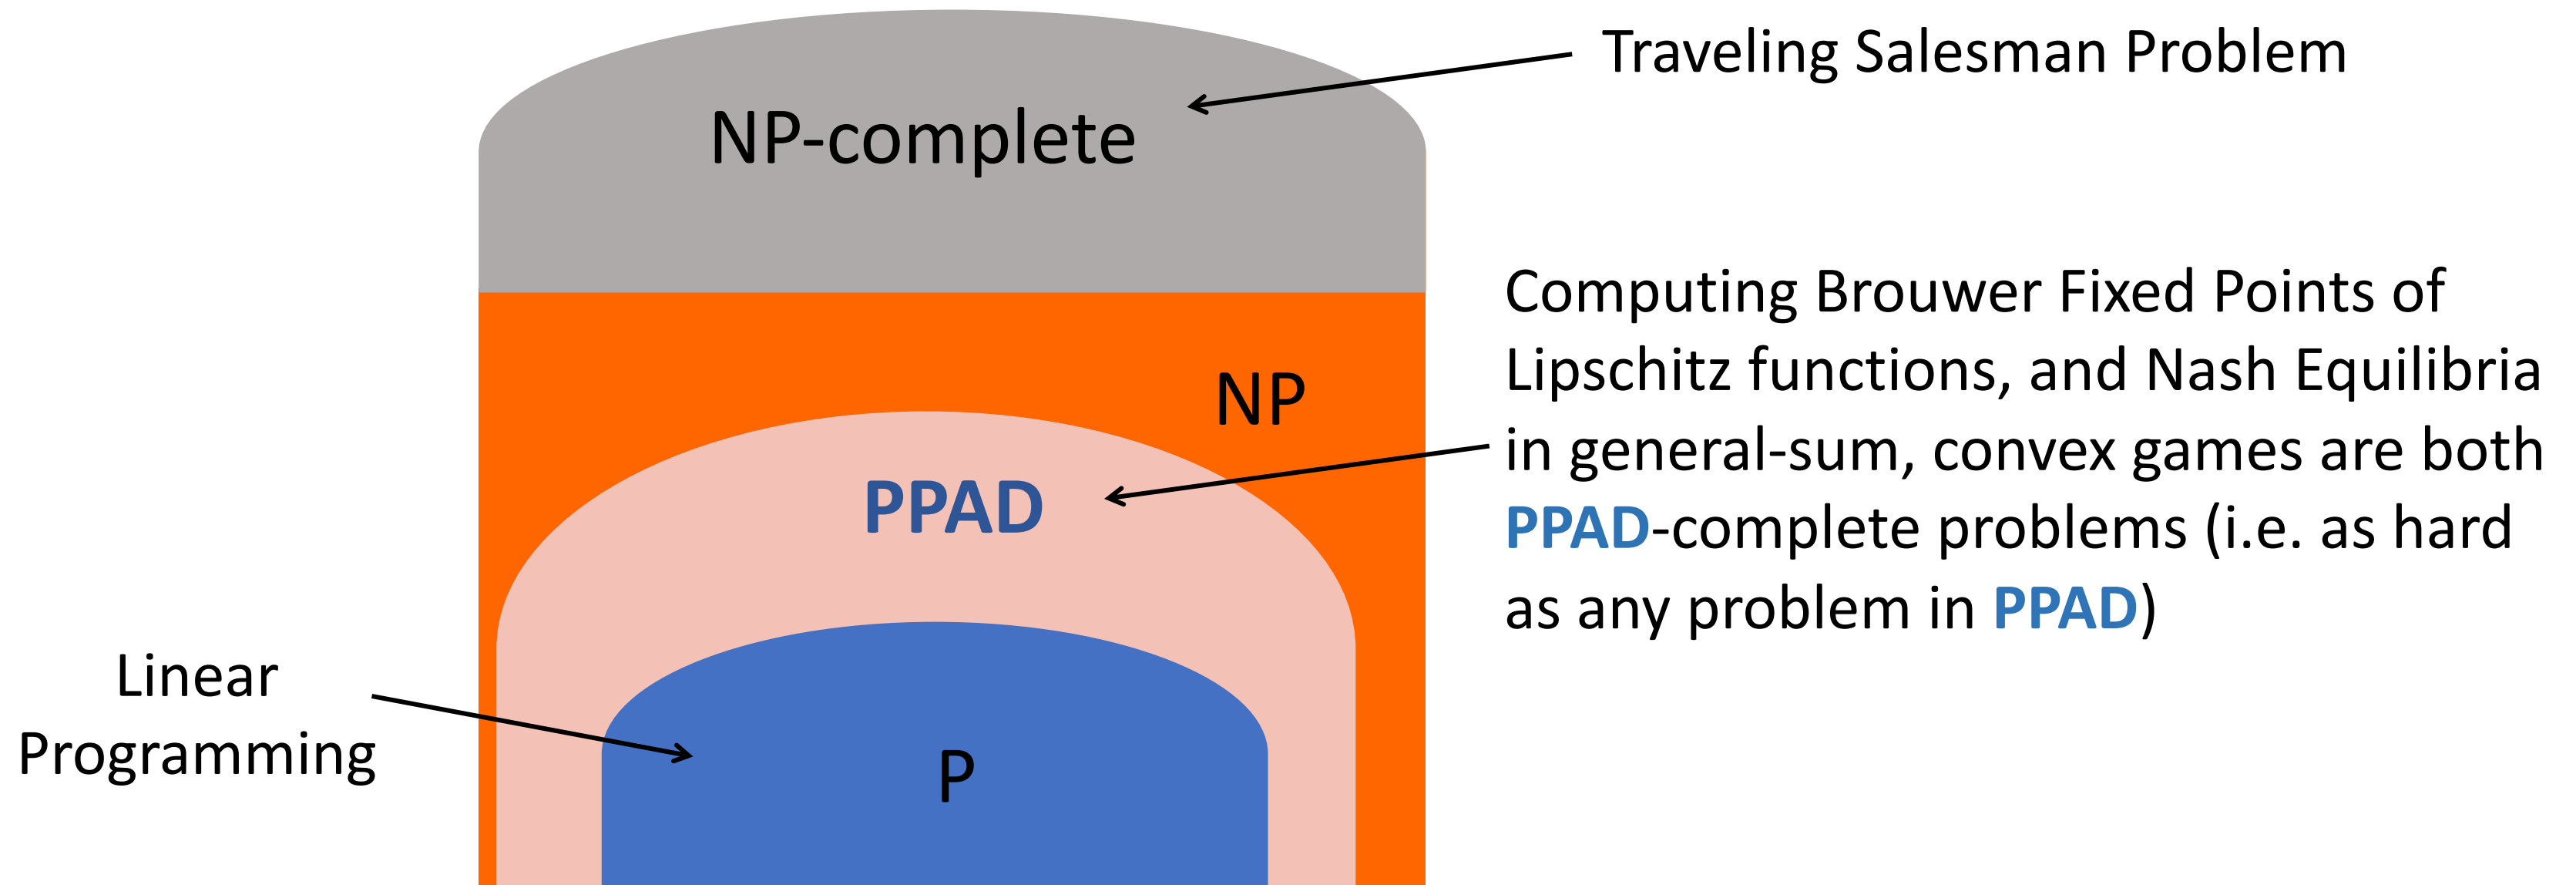 Traveling Salesman Problem
NP-complete
Computing Brouwer Fixed Points of
Lipschitz functions, and Nash Equilibria
in general-sum, convex games are both
PPAD-complete problems (i.e. as hard
as any problem in PPAD)
NP
PPAD
Linear
Programming
P